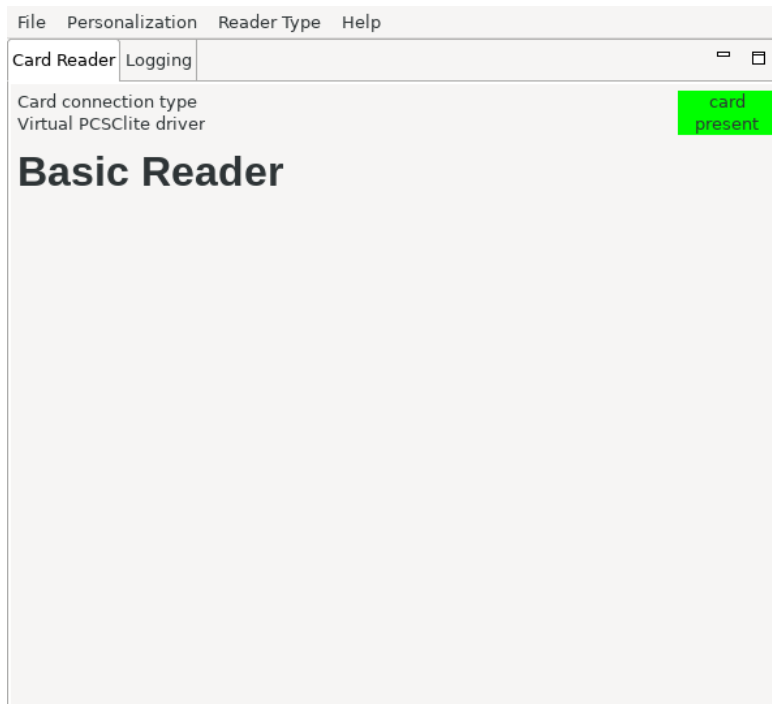 File Personalization Reader Type Help
Card Reader Logging
Card connection type
Virtual PCSClite driver
card
present
Basic Reader